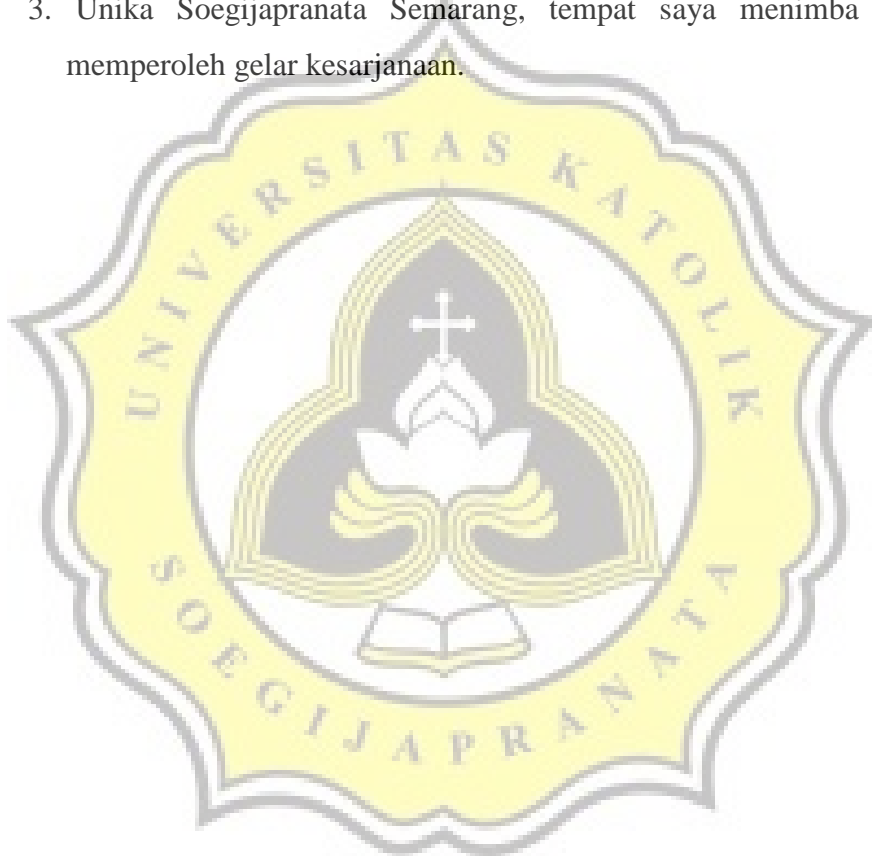 3. Unika Soegijapranata Semarang, tempat saya menimba
memperoleh gelar kesarjanaan.
UNIVERSITAS KATOLIK
SOEGIJAPRANATA